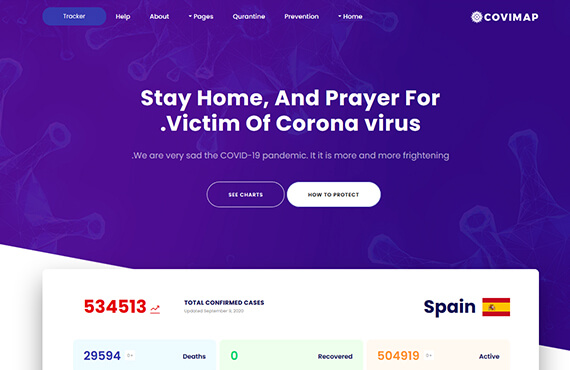 Tracker
Help
About
Pages
Qurantine
Prevention
Home
COVIMAP
Stay Home, And Prayer For
.Victim Of Corona virus
.We are very sad the COVID-19 pandemic. It it is more and more frightening
SEE CHARTS
HOW TO PROTECT
534513
TOTAL CONFIRMED CASES
Updated September 9, 2020
Spain
29594 0+ Deaths
0 Recovered
504919 0+ Active